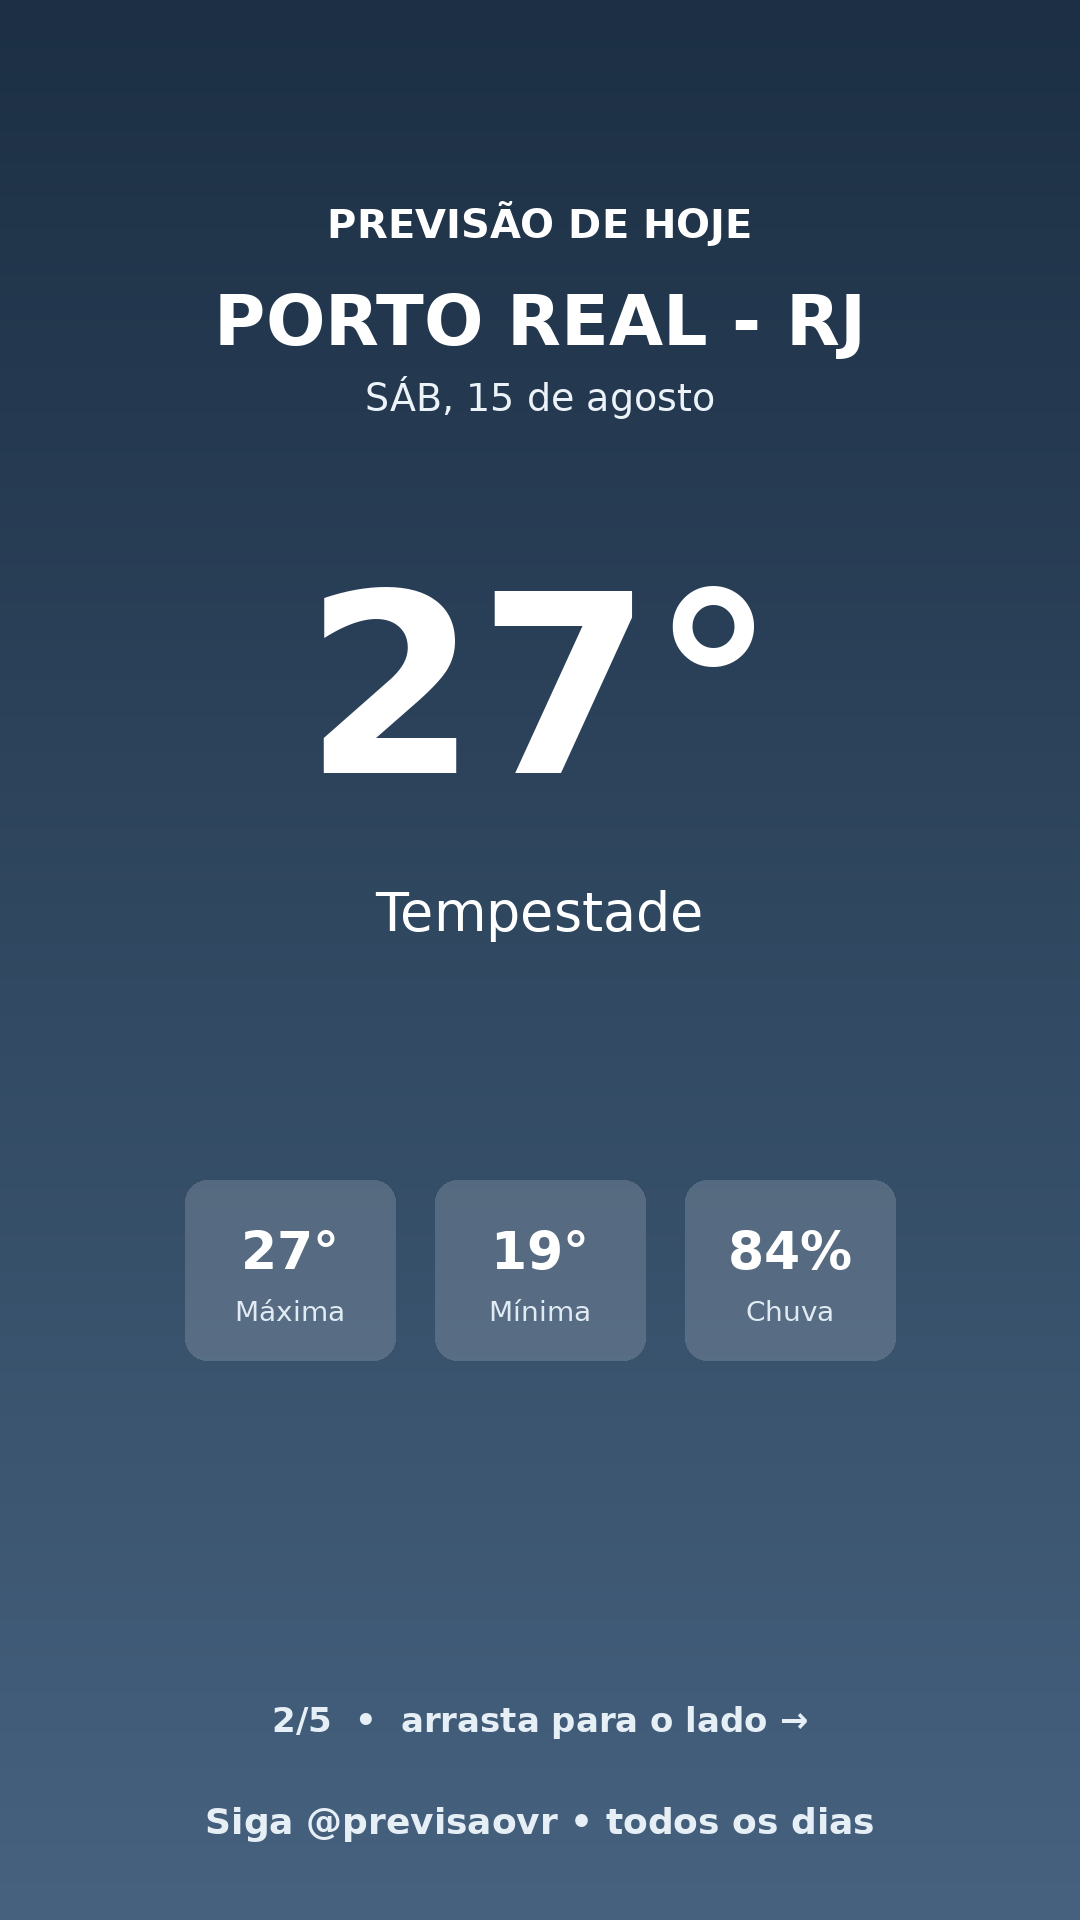 PREVISÃO DE HOJE
PORTO REAL - RJ
SÁB, 15 de agosto
27°
Tempestade
27° 19° 84%
Máxima Mínima Chuva
2/5 • arrasta para o lado →
Siga @previsaovr • todos os dias